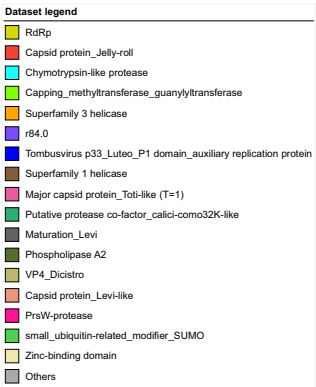 Dataset legend
RdRp
Capsid protein_Jelly-roll
Chymotrypsin-like protease
Capping_methyltransferase_guanylyltransferase
Superfamily 3 helicase
r84.0
Tombusvirus p33_Luteo_P1 domain_auxiliary replication protein
Superfamily 1 helicase
Major capsid protein_Toti-like (T=1)
Putative protease co-factor_calici-como32K-like
Maturation_Levi
Phospholipase A2
VP4_Dicistro
Capsid protein_Levi-like
PrsW-protease
small_ubiquitin-related_modifier_SUMO
Zinc-binding domain
Others